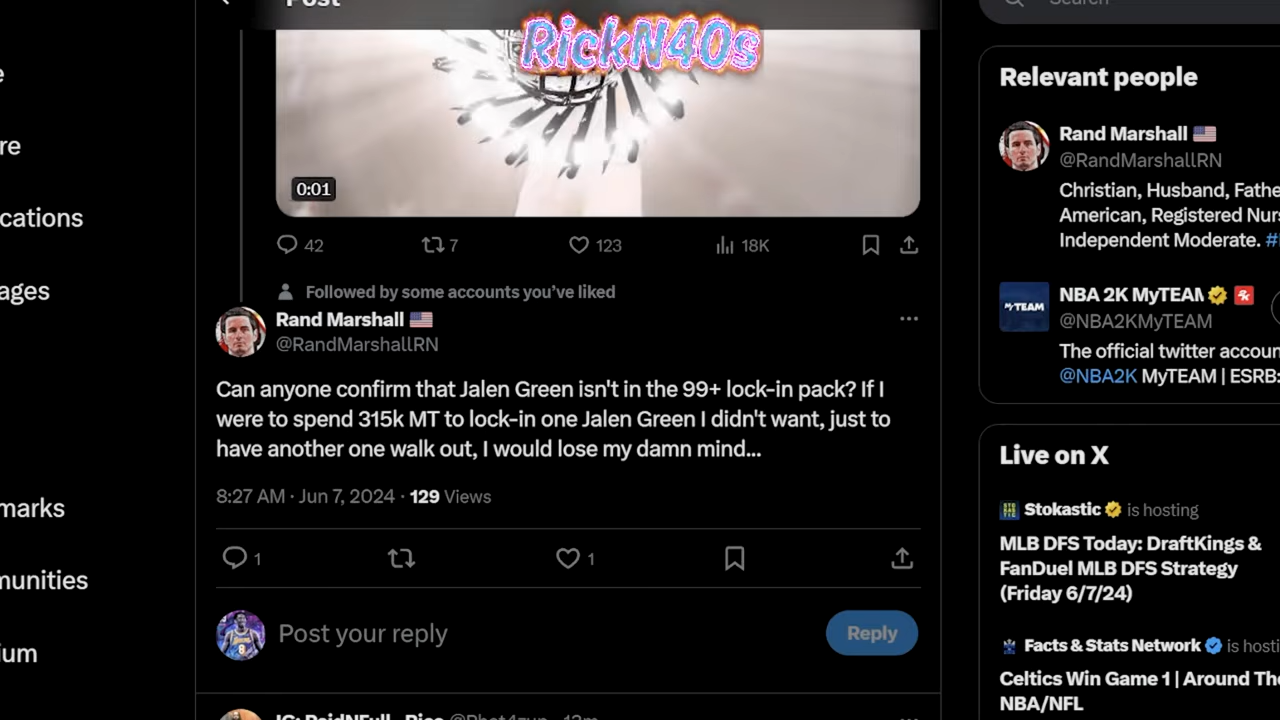 Post
Search
RickN40s
e
re
cations
ages
marks
munities
ium
0:01
42
7
123
18K
Followed by some accounts you've liked
Rand Marshall
@RandMarshallRN
Can anyone confirm that Jalen Green isn't in the 99+ lock-in pack? If I
were to spend 315k MT to lock-in one Jalen Green I didn't want, just to
have another one walk out, I would lose my damn mind...
8:27 AM · Jun 7, 2024 · 129 Views
1
1
Post your reply
Reply
Relevant people
Rand Marshall
@RandMarshallRN
Christian, Husband, Fathe
American, Registered Nurs
Independent Moderate. #
MYTEAM
NBA 2K MyTEAM
@NBA2KMyTEAM
The official twitter accoun
@NBA2K MyTEAM | ESRB:
Live on X
Stokastic is hosting
MLB DFS Today: DraftKings &
FanDuel MLB DFS Strategy
(Friday 6/7/24)
Facts & Stats Network is hosti
Celtics Win Game 1 | Around The
NBA/NFL